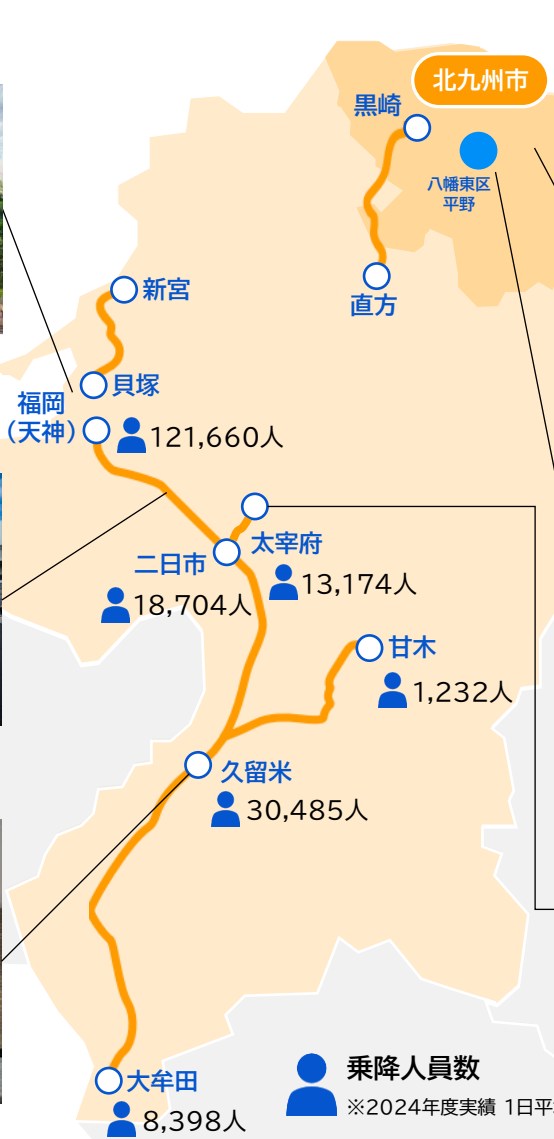 北九州市
黒崎
八幡東区
平野
直方
新宮
貝塚
福岡
（天神）
121,660人
太宰府
13,174人
二日市
18,704人
甘木
1,232人
久留米
30,485人
大牟田
8,398人
乗降人員数
※2024年度実績 1日平